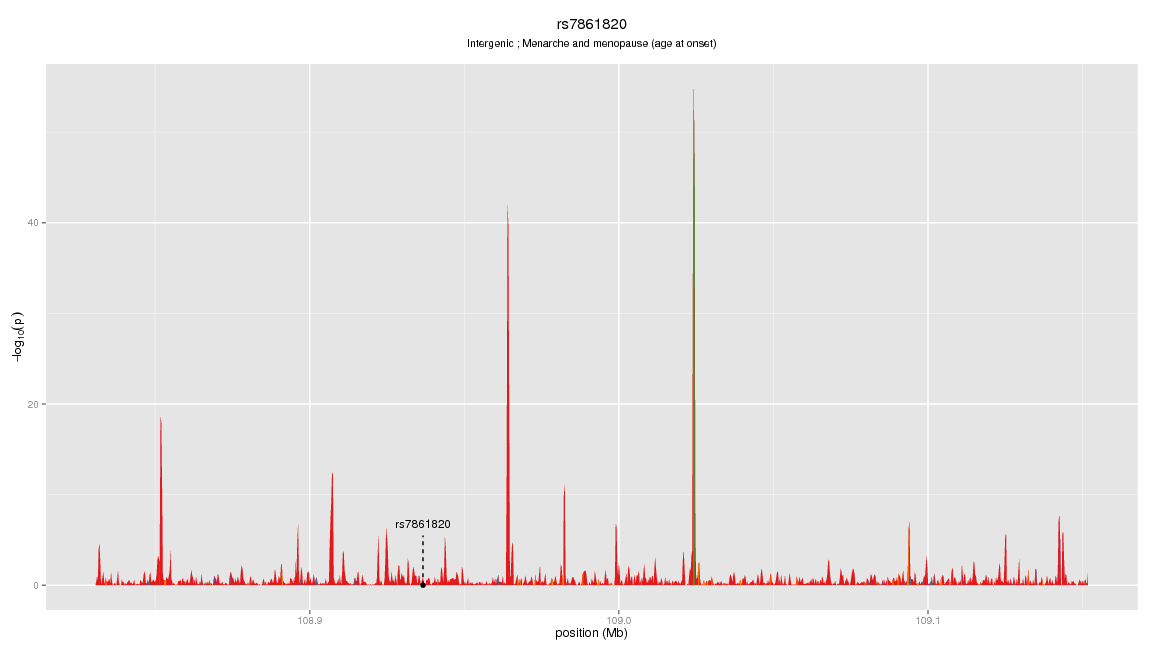 rs7861820
Intergenic ; Menarche and menopause (age at onset)
−log10(p)
40
20
0
rs7861820
108.9
109.0
109.1
position (Mb)